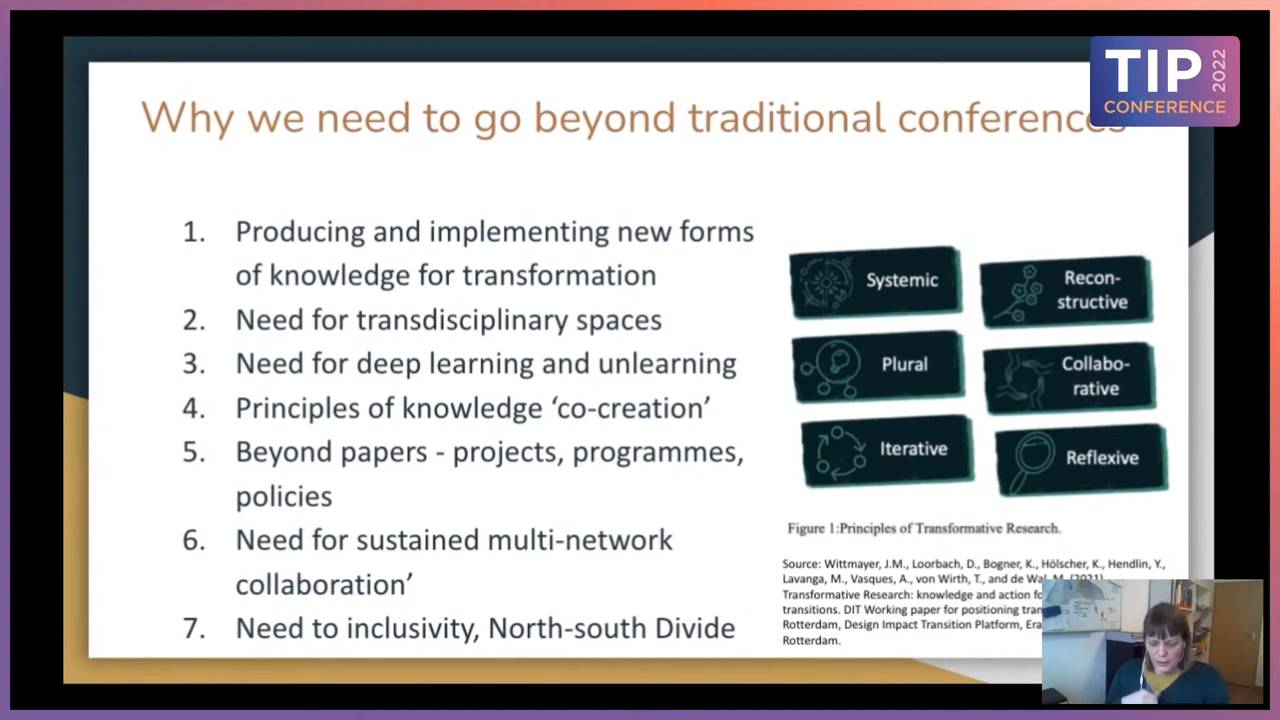 TIP
2022
CONFERENCE
Why we need to go beyond traditional conferences
1. Producing and implementing new forms
of knowledge for transformation
2. Need for transdisciplinary spaces
3. Need for deep learning and unlearning
4. Principles of knowledge ‘co-creation’
5. Beyond papers - projects, programmes,
policies
6. Need for sustained multi-network
collaboration’
7. Need to inclusivity, North-south Divide
Systemic
Recon-
structive
Plural
Collabo-
rative
Iterative
Reflexive
Figure 1:Principles of Transformative Research.
Source: Wittmayer, J.M., Loorbach, D., Bogner, K., Hölscher, K., Hendlin, Y.,
Lavanga, M., Vasques, A., von Wirth, T., and de Wal, M. (2021)
Transformative Research: knowledge and action
transitions. DIT Working paper for positioning
Rotterdam, Design Impact Transition Platform,
Rotterdam.